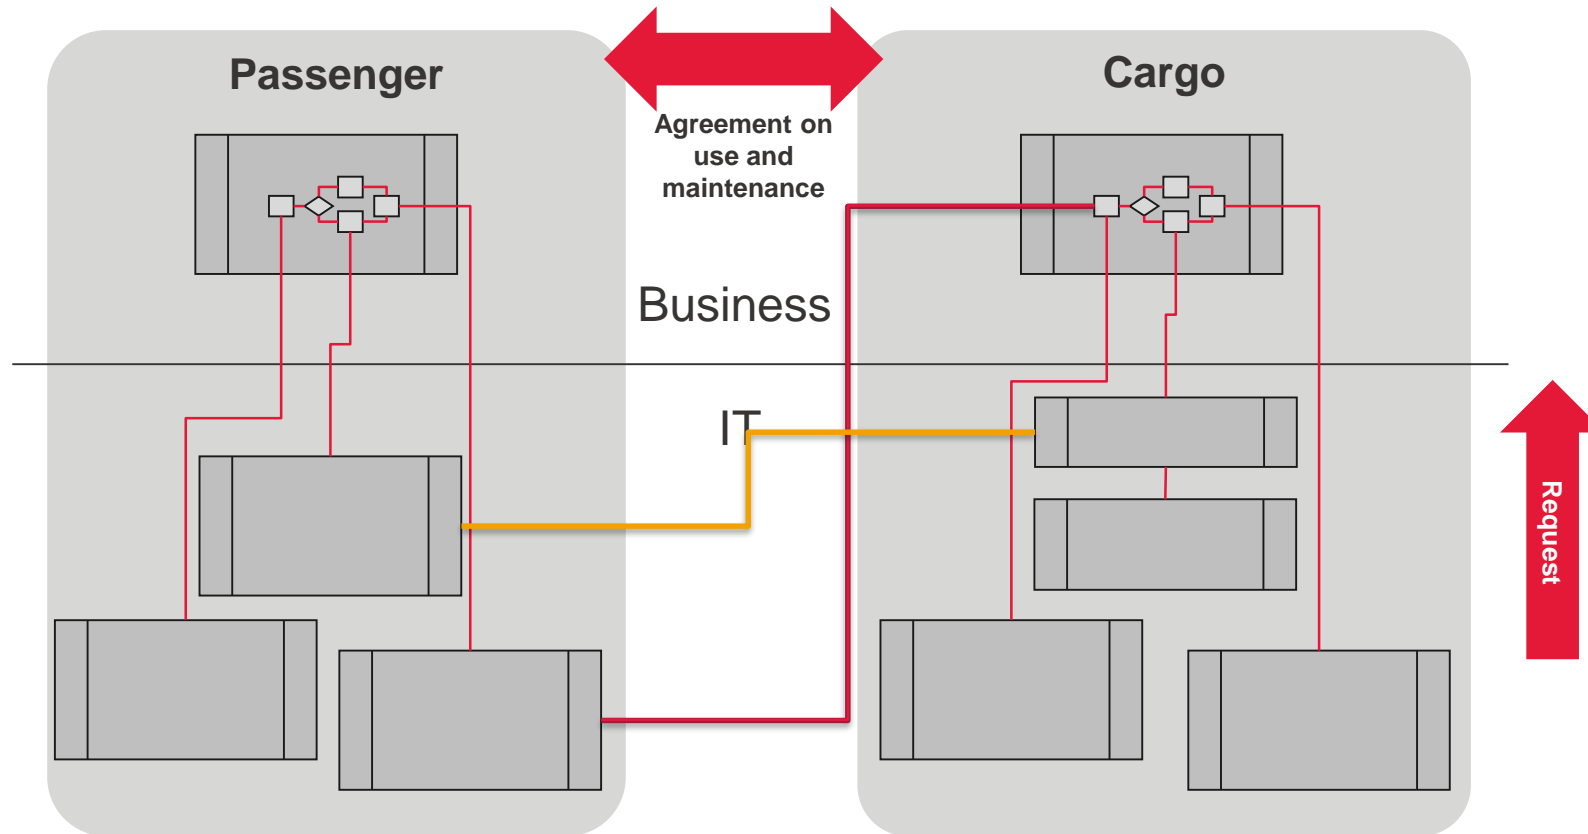 Passenger
Cargo
Agreement on
use and
maintenance
Business
IT
Request